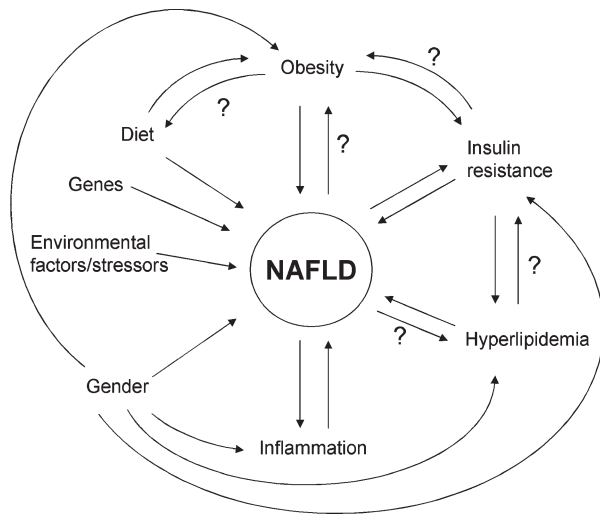 ?
Obesity
?
?
Diet
Insulin
resistance
Genes
Environmental
factors/stressors
NAFLD
?
?
Hyperlipidemia
Gender
Inflammation